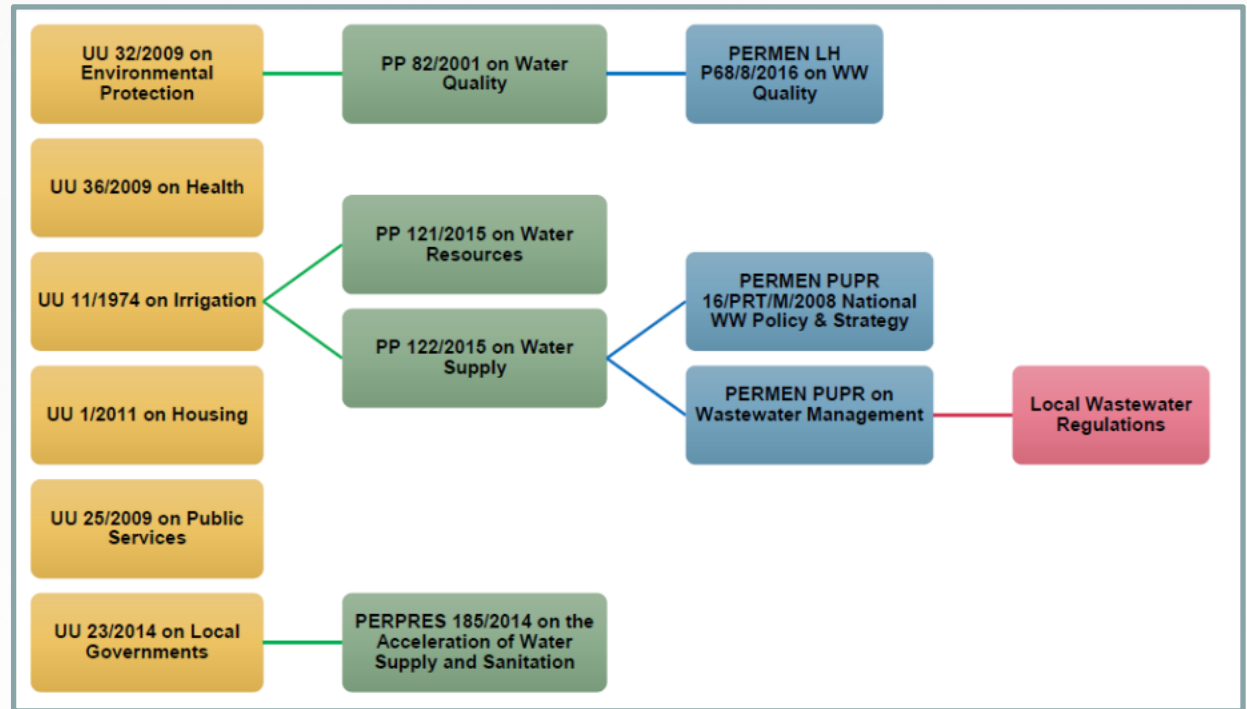 UU 32/2009 on
Environmental
Protection
PP 82/2001 on Water
Quality
PERMEN LH
P68/8/2016 on WW
Quality
UU 36/2009 on Health
PP 121/2015 on Water
Resources
UU 11/1974 on Irrigation
PERMEN PUPR
16/PRT/M/2008 National
WW Policy & Strategy
PP 122/2015 on Water
Supply
UU 1/2011 on Housing
PERMEN PUPR on
Wastewater Management
Local Wastewater
Regulations
UU 25/2009 on Public
Services
UU 23/2014 on Local
Governments
PERPRES 185/2014 on the
Acceleration of Water
Supply and Sanitation